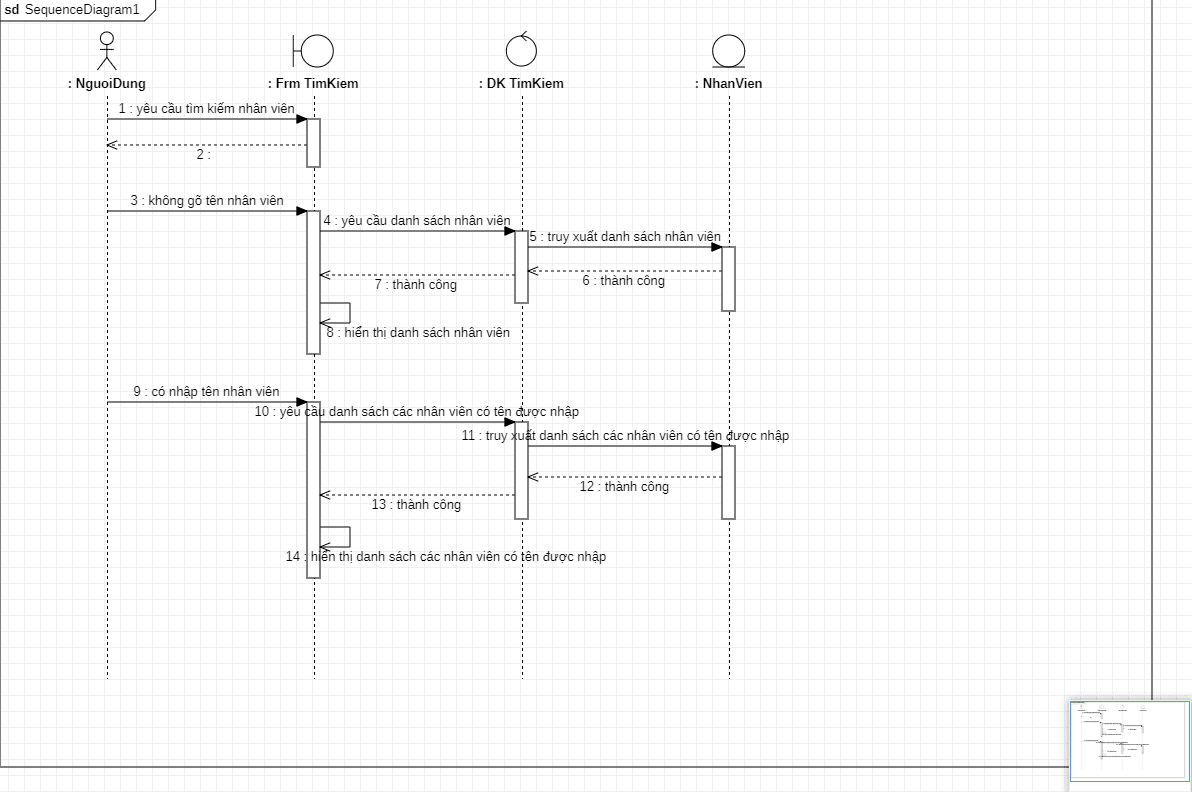 sd SequenceDiagram1
: NguoiDung
: Frm TimKiem
: DK TimKiem
: NhanVien
1 : yêu cầu tìm kiếm nhân viên
2 :
3 : không gõ tên nhân viên
4 : yêu cầu danh sách nhân viên
5 : truy xuất danh sách nhân viên
6 : thành công
7 : thành công
8 : hiển thị danh sách nhân viên
9 : có nhập tên nhân viên
10 : yêu cầu danh sách các nhân viên có tên được nhập
11 : truy xuất danh sách các nhân viên có tên được nhập
12 : thành công
13 : thành công
14 : hiển thị danh sách các nhân viên có tên được nhập